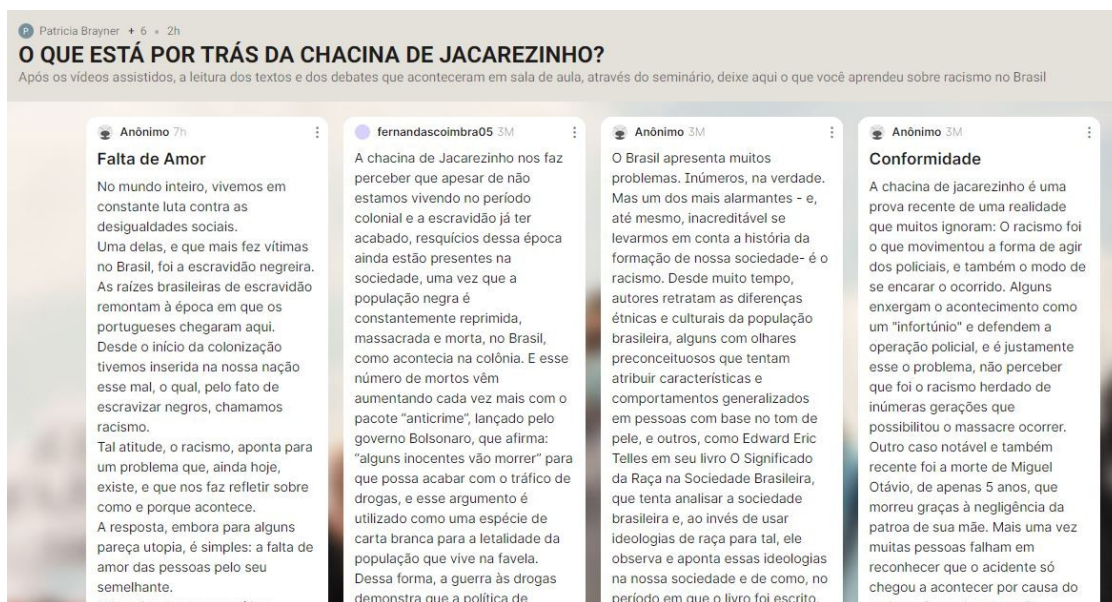 P Patricia Brayner + 6 • 2h
O QUE ESTÁ POR TRÁS DA CHACINA DE JACAREZINHO?
Após os vídeos assistidos, a leitura dos textos e dos debates que aconteceram em sala de aula, através do seminário, deixe aqui o que você aprendeu sobre racismo no Brasil
Anônimo 7h
Falta de Amor
No mundo inteiro, vivemos em
constante luta contra as
desigualdades sociais.
Uma delas, e que mais fez vítimas
no Brasil, foi a escravidão negreira.
As raízes brasileiras de escravidão
remontam à época em que os
portugueses chegaram aqui.
Desde o início da colonização
tivemos inserida na nossa nação
esse mal, o qual, pelo fato de
escravizar negros, chamamos
racismo.
Tal atitude, o racismo, aponta para
um problema que, ainda hoje,
existe, e que nos faz refletir sobre
como e porque acontece.
A resposta, embora para alguns
pareça utopia, é simples: a falta de
amor das pessoas pelo seu
semelhante.
fernandascoimbra05 3M
A chacina de Jacarezinho nos faz
perceber que apesar de não
estamos vivendo no período
colonial e a escravidão já ter
acabado, resquícios dessa época
ainda estão presentes na
sociedade, uma vez que a
população negra é
constantemente reprimida,
massacrada e morta, no Brasil,
como acontecia na colônia. E esse
número de mortos vêm
aumentando cada vez mais com o
pacote "anticrime", lançado pelo
governo Bolsonaro, que afirma:
"alguns inocentes vão morrer" para
que possa acabar com o tráfico de
drogas, e esse argumento é
utilizado como uma espécie de
carta branca para a letalidade da
população que vive na favela.
Dessa forma, a guerra às drogas
demonstra que a política de
Anônimo 3M
O Brasil apresenta muitos
problemas. Inúmeros, na verdade.
Mas um dos mais alarmantes - e,
até mesmo, inacreditável se
levarmos em conta a história da
formação de nossa sociedade- é o
racismo. Desde muito tempo,
autores retratam as diferenças
étnicas e culturais da população
brasileira, alguns com olhares
preconceituosos que tentam
atribuir características e
comportamentos generalizados
em pessoas com base no tom de
pele, e outros, como Edward Eric
Telles em seu livro O Significado
da Raça na Sociedade Brasileira,
que tenta analisar a sociedade
brasileira e, ao invés de usar
ideologias de raça para tal, ele
observa e aponta essas ideologias
na nossa sociedade e de como, no
período em que o livro foi escrito,
Anônimo 3M
Conformidade
A chacina de jacarezinho é uma
prova recente de uma realidade
que muitos ignoram: O racismo foi
o que movimentou a forma de agir
dos policiais, e também o modo de
se encarar o ocorrido. Alguns
enxergam o acontecimento como
um "infortúnio" e defendem a
operação policial, e é justamente
esse o problema, não perceber
que foi o racismo herdado de
inúmeras gerações que
possibilitou o massacre ocorrer.
Outro caso notável e também
recente foi a morte de Miguel
Otávio, de apenas 5 anos, que
morreu graças à negligência da
patroa de sua mãe. Mais uma vez
muitas pessoas falham em
reconhecer que o acidente só
chegou a acontecer por causa do